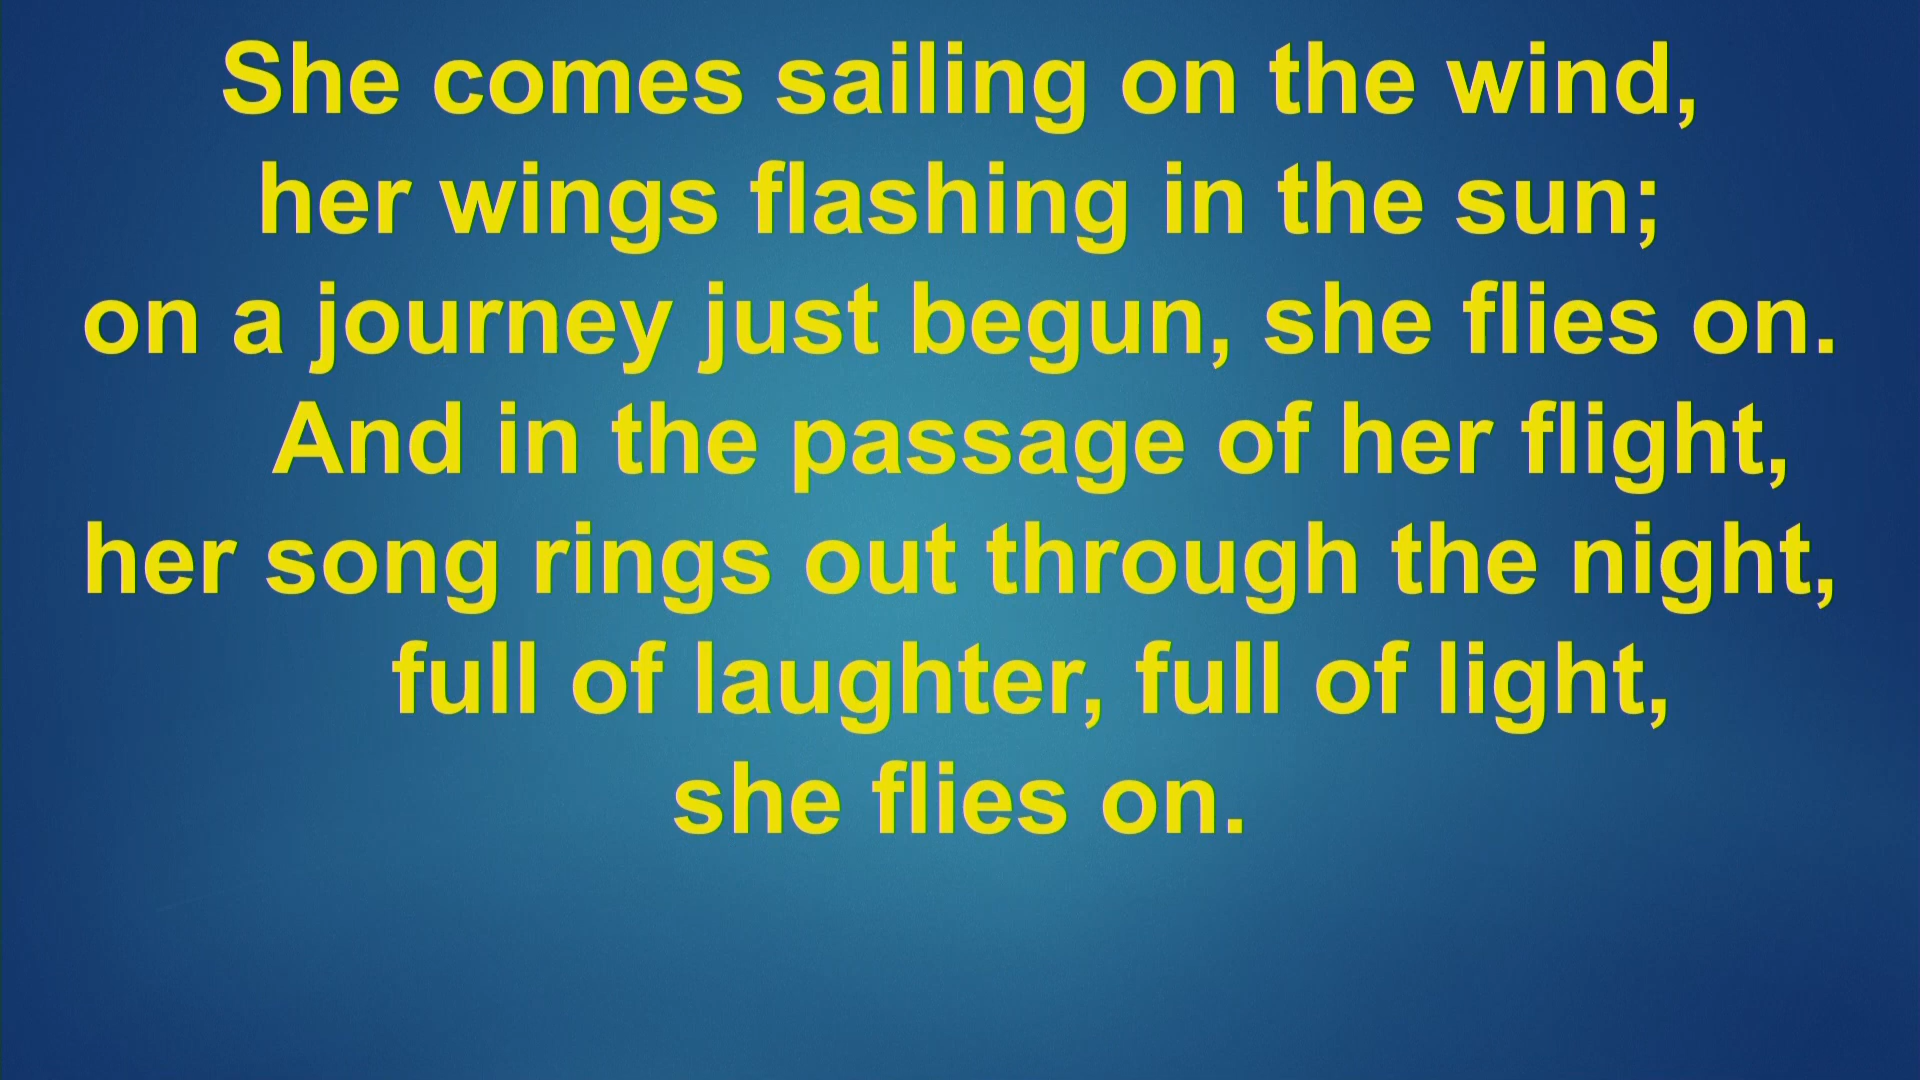 She comes sailing on the wind,
her wings flashing in the sun;
on a journey just begun, she flies on.
And in the passage of her flight,
her song rings out through the night,
full of laughter, full of light,
she flies on.